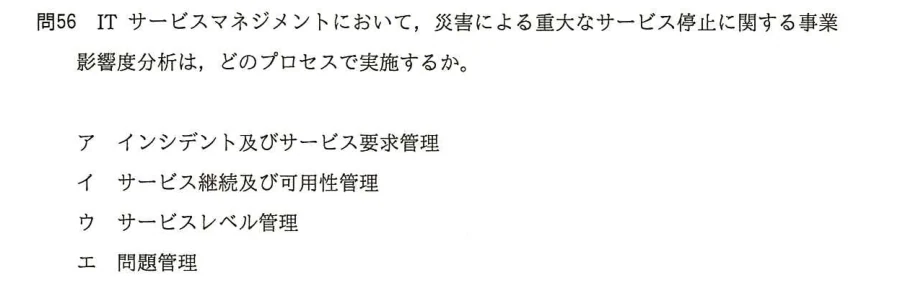 問56 IT サービスマネジメントにおいて，災害による重大なサービス停止に関する事業
影響度分析は，どのプロセスで実施するか。
ア インシデント及びサービス要求管理
イ サービス継続及び可用性管理
ウ サービスレベル管理
エ 問題管理